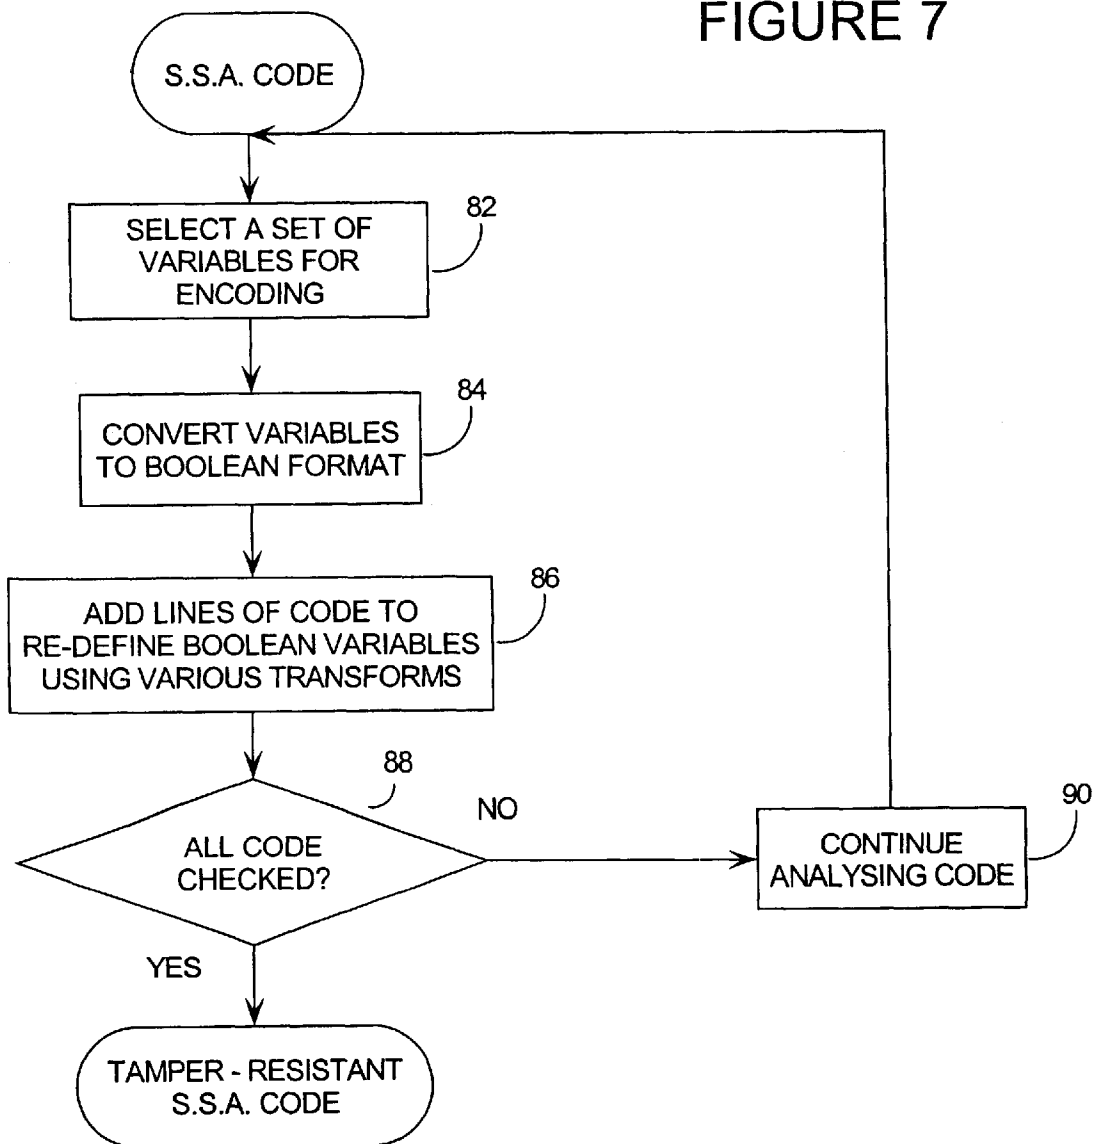 FIGURE 7
S.S.A. CODE
82
SELECT A SET OF
VARIABLES FOR
ENCODING
84
CONVERT VARIABLES
TO BOOLEAN FORMAT
86
ADD LINES OF CODE TO
RE-DEFINE BOOLEAN VARIABLES
USING VARIOUS TRANSFORMS
88
ALL CODE
CHECKED?
NO
90
CONTINUE
ANALYSING CODE
YES
TAMPER - RESISTANT
S.S.A. CODE